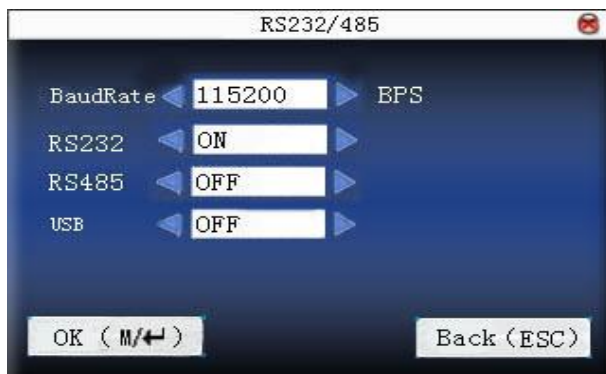 RS232/485
BaudRate 115200 BPS
RS232 ON
RS485 OFF
USB OFF
OK (M/↵) Back(ESC)